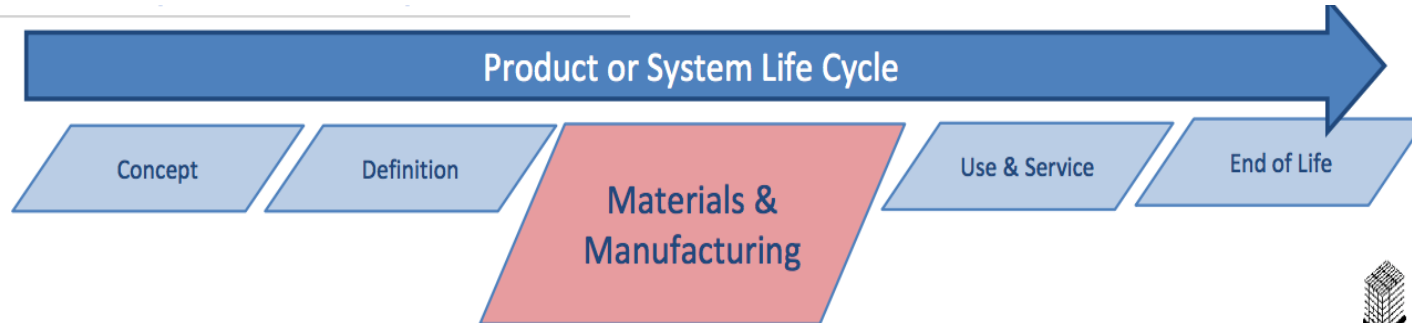 Product or System Life Cycle
Concept
Definition
Materials &
Manufacturing
Use & Service
End of Life